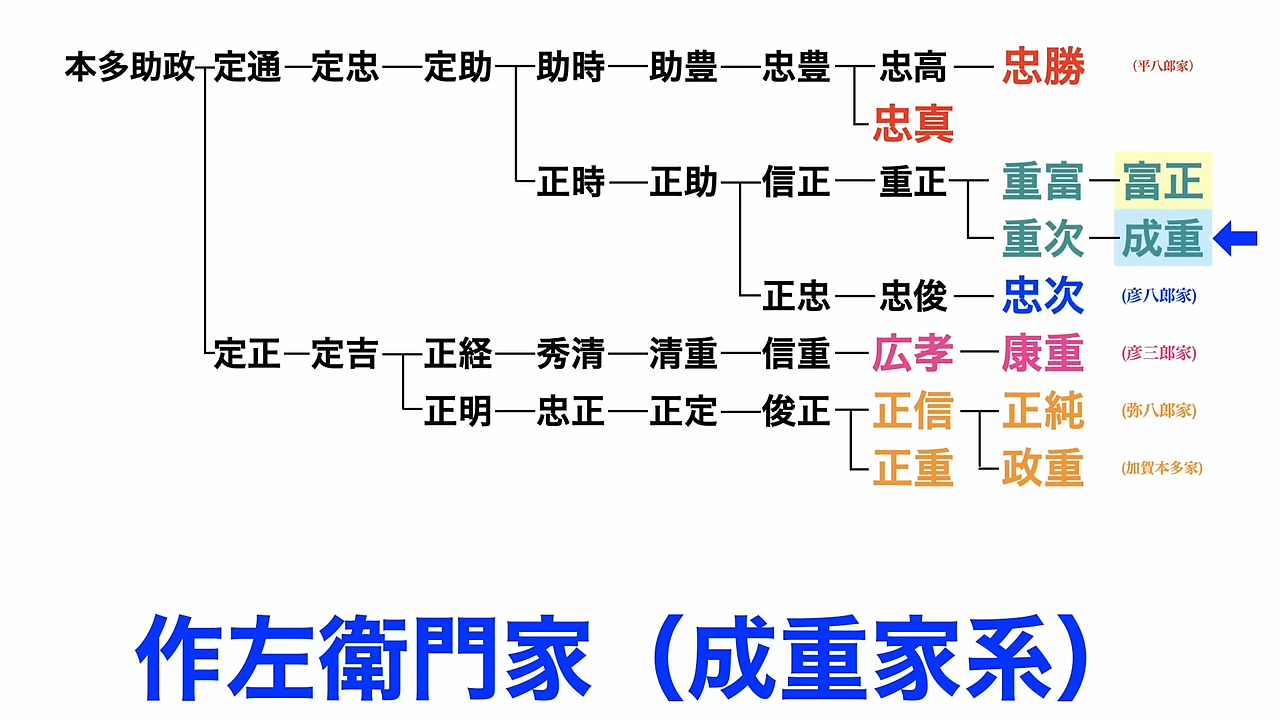 本多助政 定通 定忠 定助 助時 助豊 忠豊 忠高 忠勝 （平八郎家）
忠真
正時 正助 信正 重正 重富 富正
重次 成重
正忠 忠俊 忠次 (彦八郎家)
定正 定吉 正経 秀清 清重 信重 広孝 康重 (彦三郎家)
正明 忠正 正定 俊正 正信 正純 (弥八郎家)
正重 政重 (加賀本多家)
作左衛門家（成重家系）